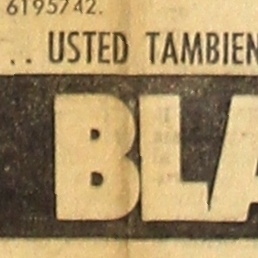 6195742.
.. USTED TAMBIEN
BLA